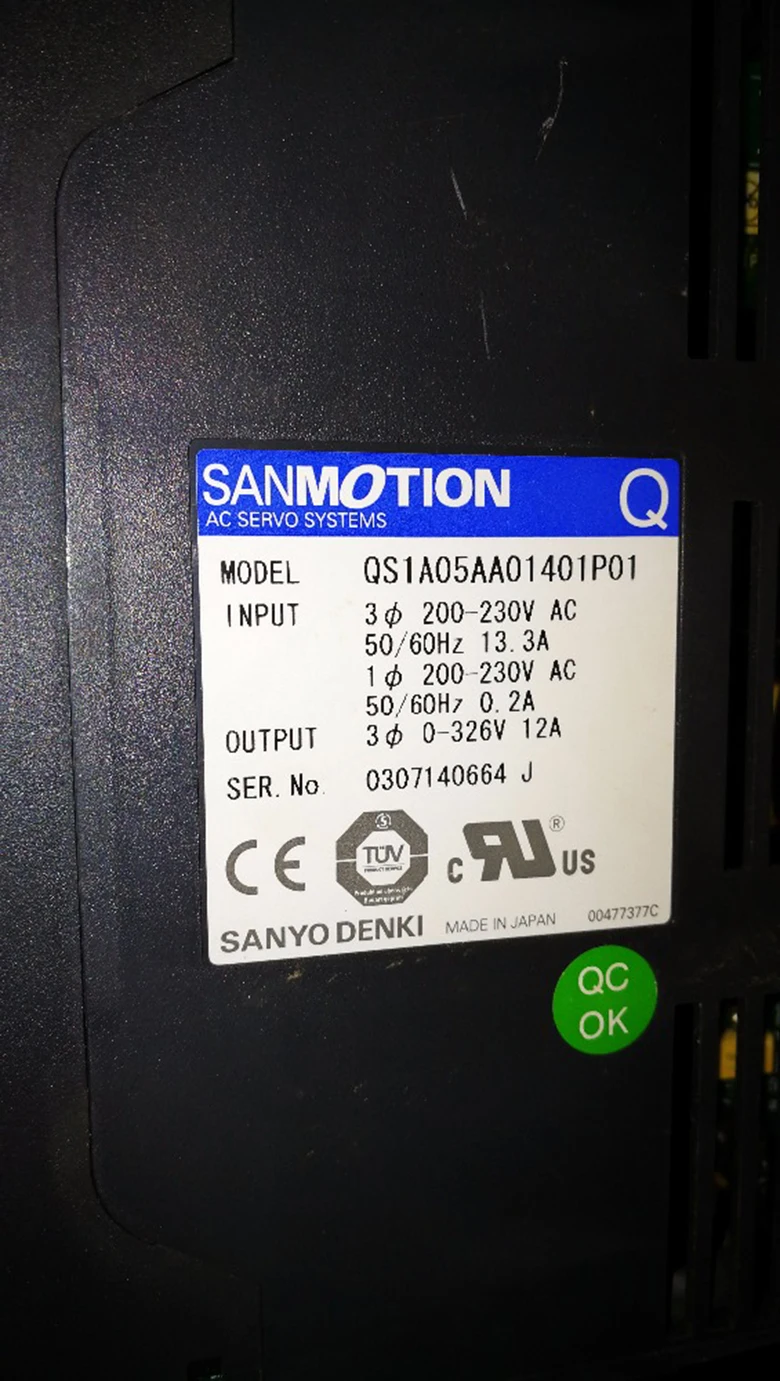 SANMOTION Q
AC SERVO SYSTEMS
MODEL QS1A05AA01401P01
INPUT 3ϕ 200-230V AC
50/60Hz 13.3A
1ϕ 200-230V AC
50/60Hz 0.2A
OUTPUT 3ϕ 0-326V 12A
SER. No. 0307140664 J
CE TÜV c RU ® US
SANYO DENKI MADE IN JAPAN 00477377C
QC
OK